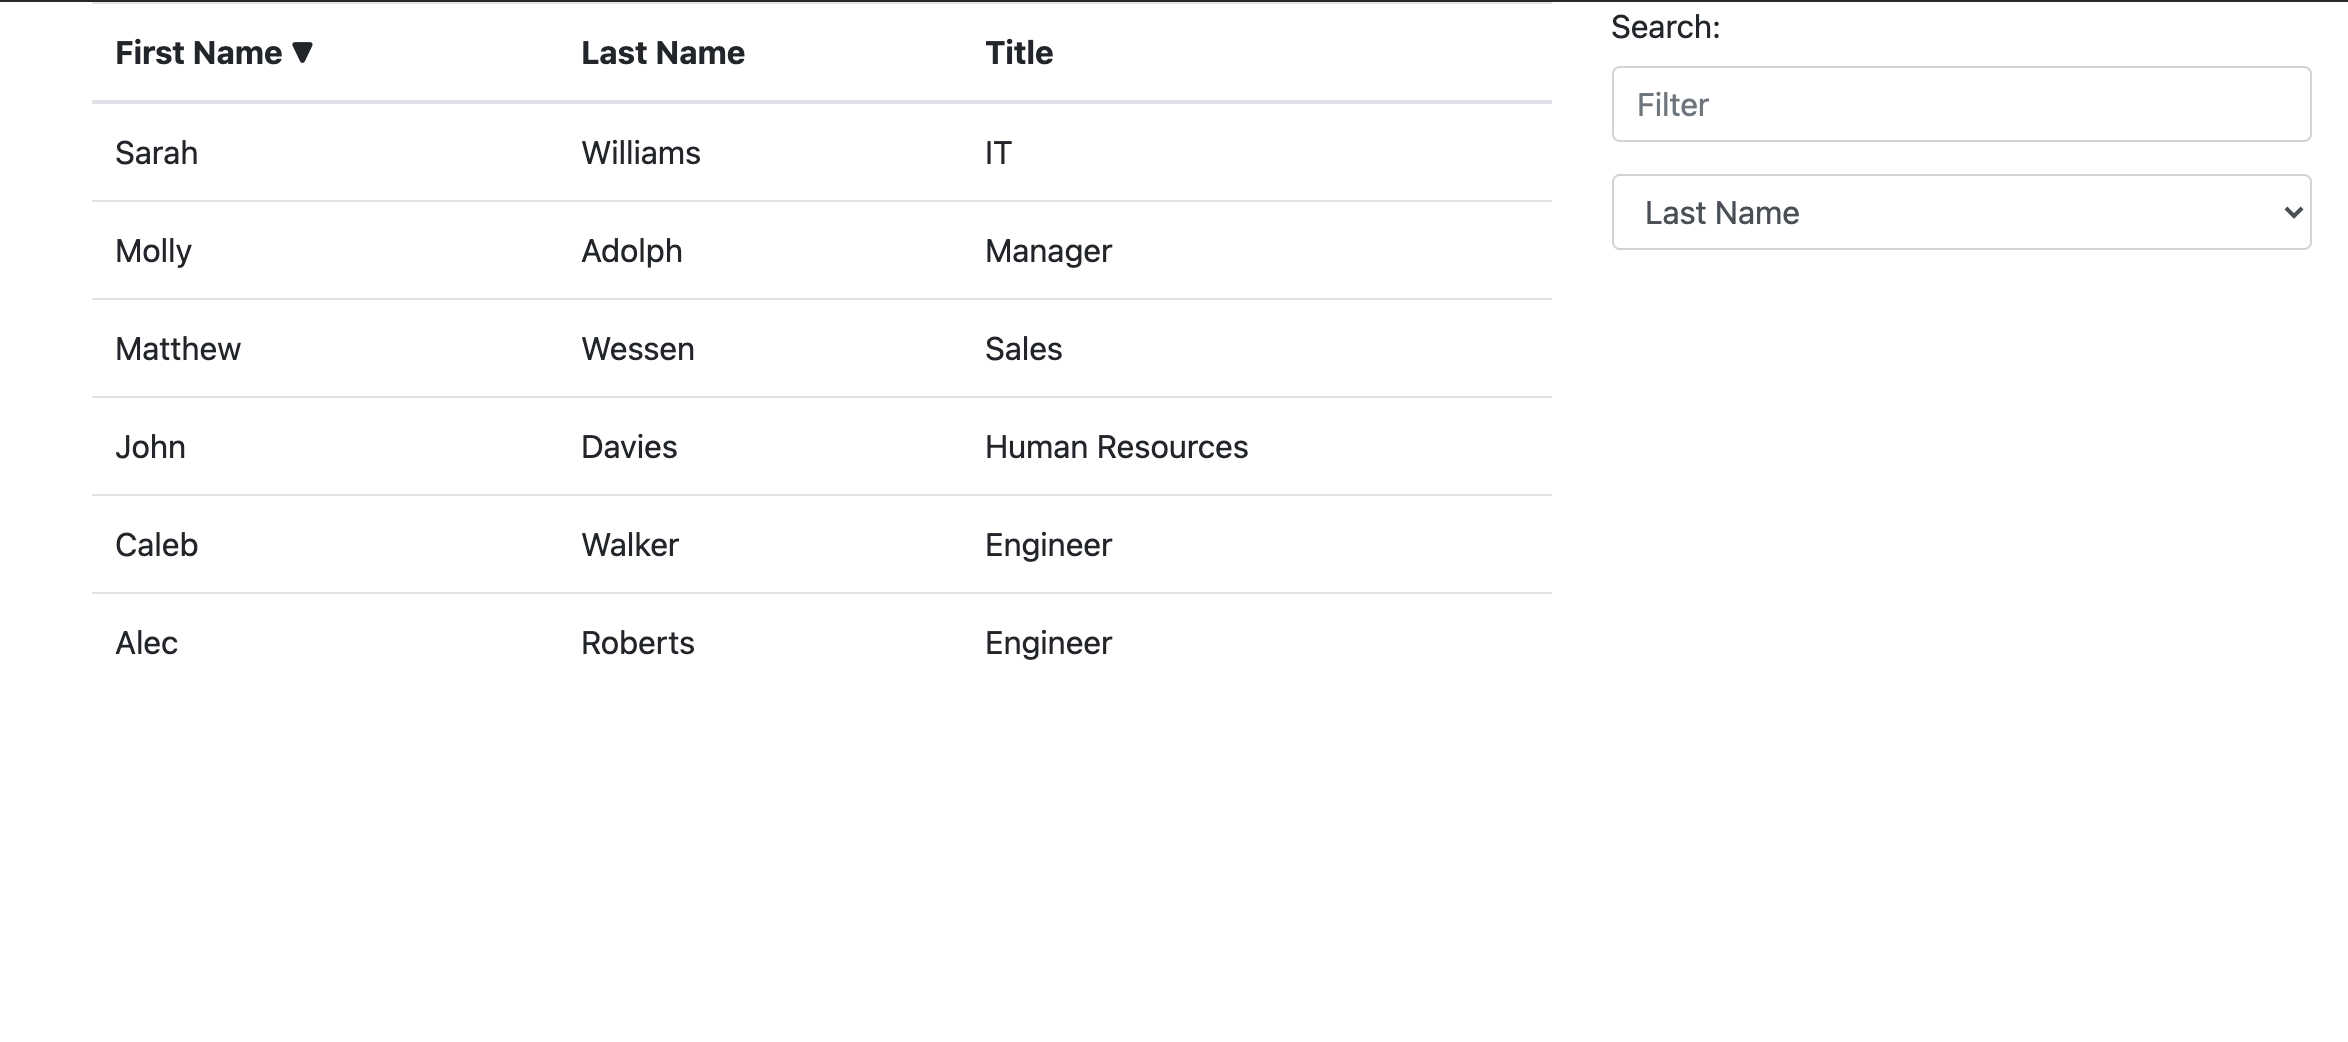 First Name ▼ Last Name Title
Sarah Williams IT
Molly Adolph Manager
Matthew Wessen Sales
John Davies Human Resources
Caleb Walker Engineer
Alec Roberts Engineer
Search:
Filter
Last Name